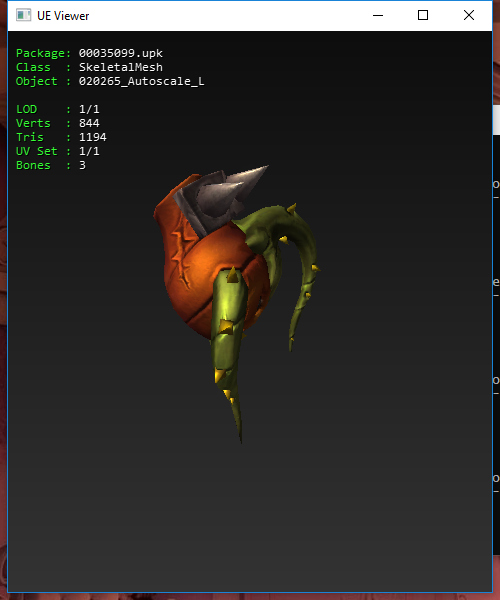 UE Viewer
Package: 00035099.upk
Class : SkeletalMesh
Object : 020265_Autoscale_L
LOD : 1/1
Verts : 844
Tris : 1194
UV Set : 1/1
Bones : 3